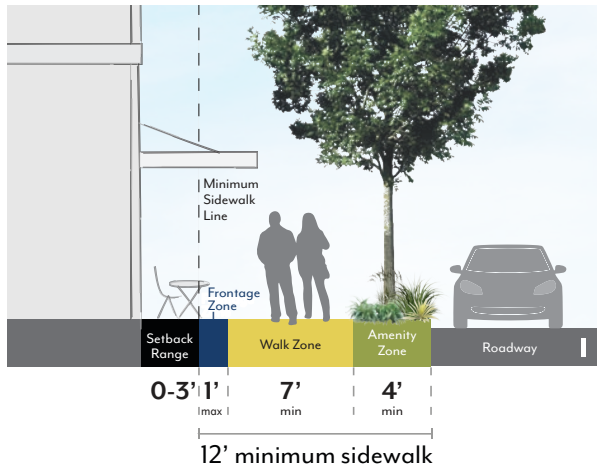 Minimum
Sidewalk
Line
Frontage
Zone
Setback
Range
Walk Zone
Amenity
Zone
Roadway
0-3' 1' 7' 4'
max min min
12' minimum sidewalk